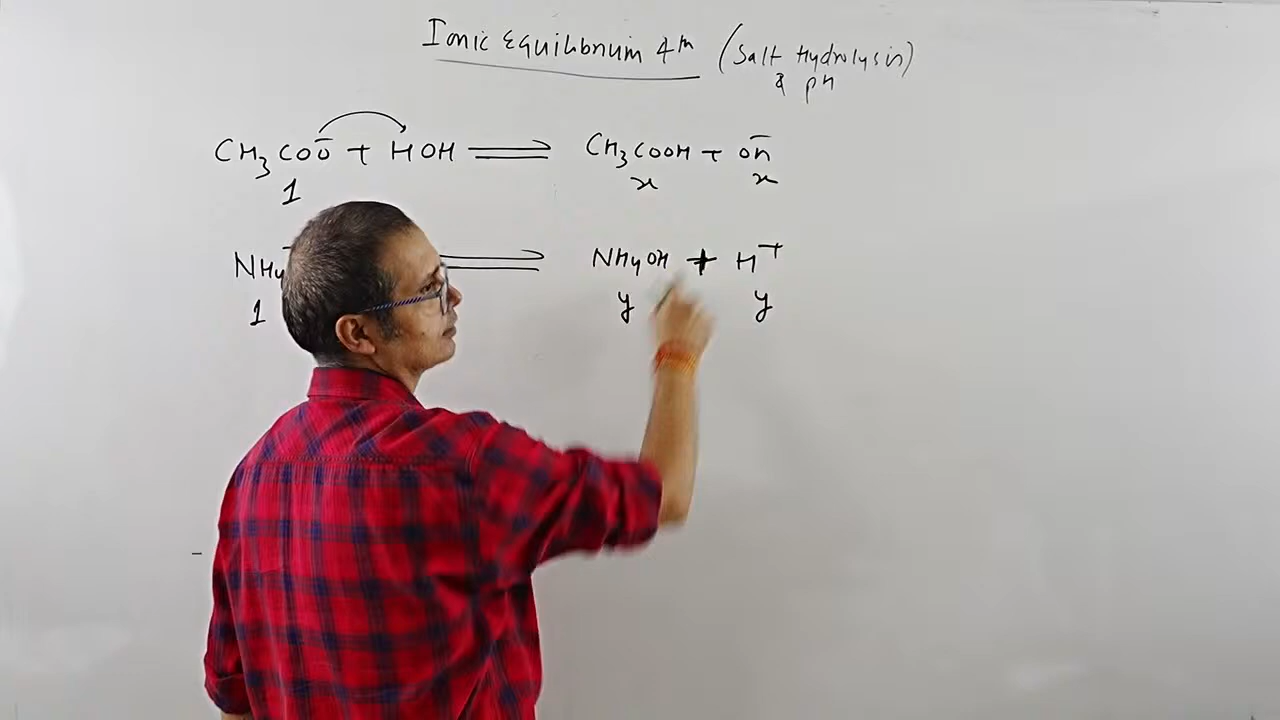 Ionic Equilibrium 4th (Salt Hydrolysis)
& pH
CH₃COO⁻ + HOH ⇌ CH₃COOH + OH⁻
1 x x
NH₄ ⇌ NH₄OH + H⁺
1 y y